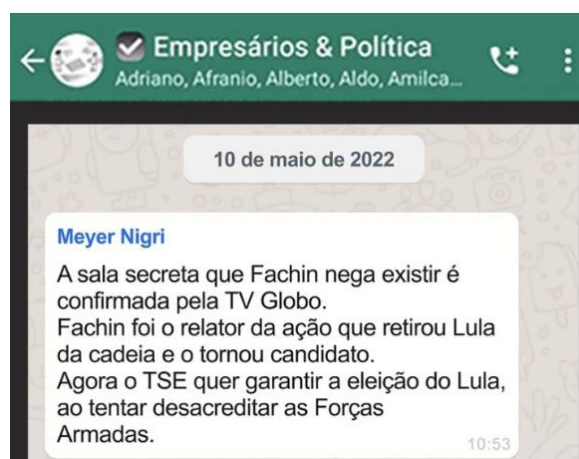 Empresários & Política
Adriano, Afranio, Alberto, Aldo, Amilca...
10 de maio de 2022
Meyer Nigri
A sala secreta que Fachin nega existir é
confirmada pela TV Globo.
Fachin foi o relator da ação que retirou Lula
da cadeia e o tornou candidato.
Agora o TSE quer garantir a eleição do Lula,
ao tentar desacreditar as Forças
Armadas.
10:53